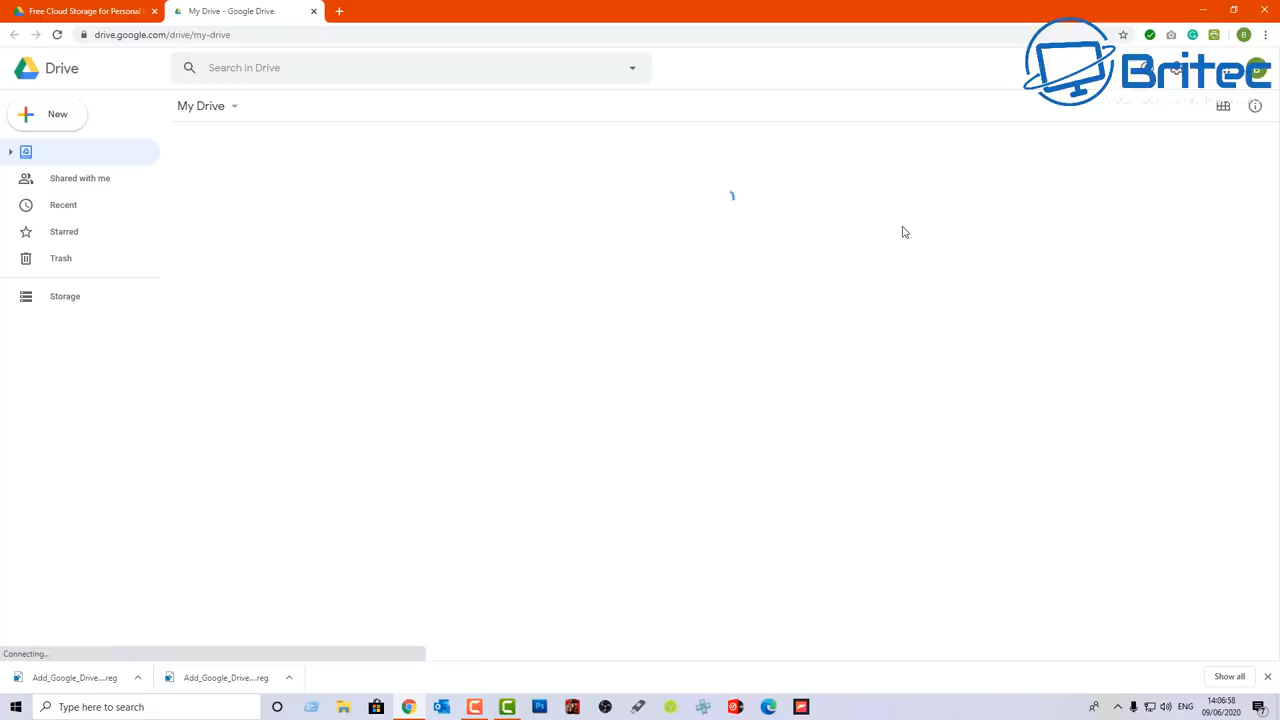 Free Cloud Storage for Personal
My Drive - Google Drive
drive.google.com/drive/my-drive
B
Drive
Search in Drive
Britec
My Drive
New
Shared with me
Recent
Starred
Trash
Storage
Connecting...
Add_Google_Drive....reg
Add_Google_Drive....reg
Show all
Type here to search
Ps
ENG
14:06:58
09/06/2020